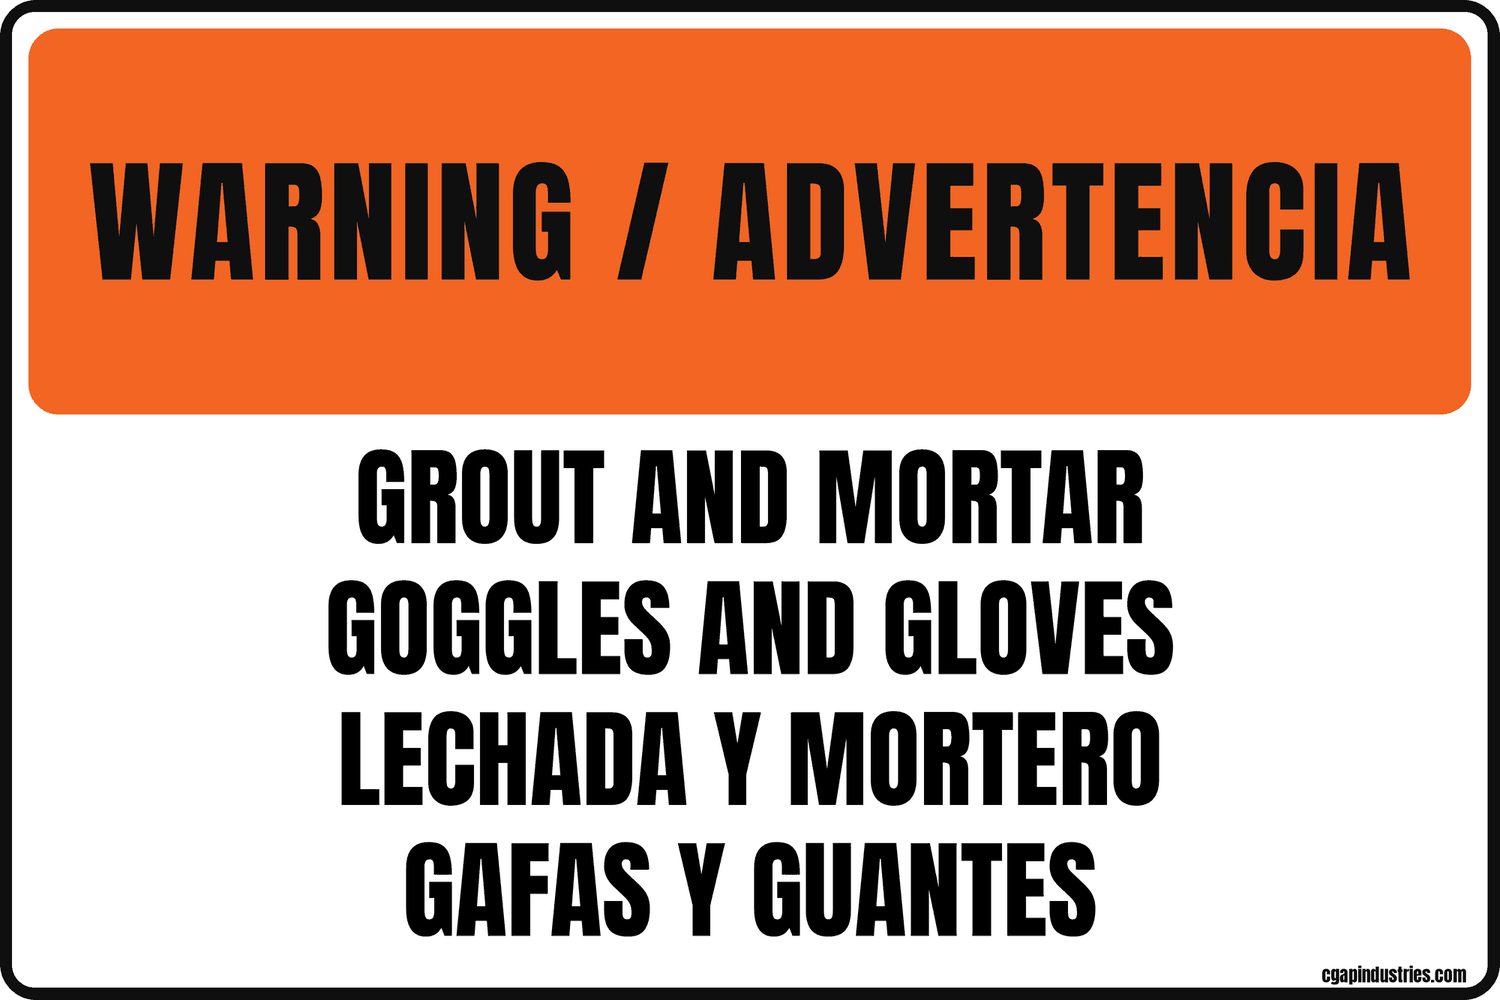 WARNING / ADVERTENCIA
GROUT AND MORTAR
GOGGLES AND GLOVES
LECHADA Y MORTERO
GAFAS Y GUANTES
cgapindustries.com